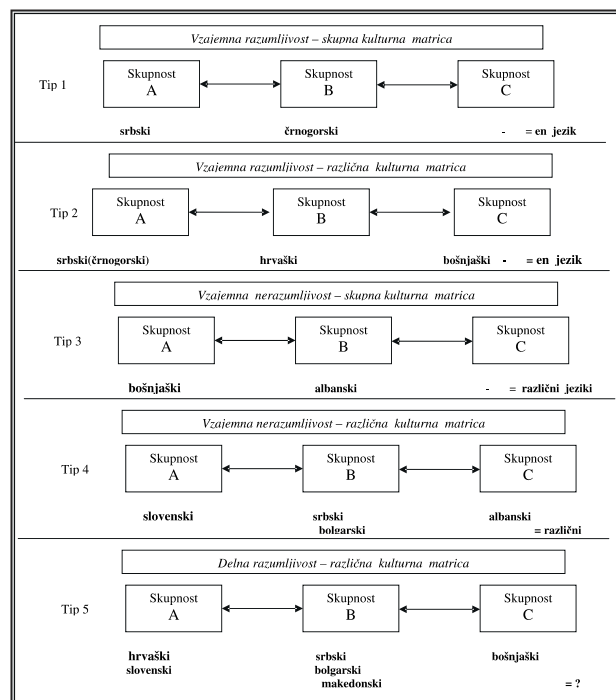 Vzajemna razumljivost – skupna kulturna matrica
Tip 1
Skupnost A
Skupnost B
Skupnost C
srbski črnogorski - = en jezik
Vzajemna razumljivost – različna kulturna matrica
Tip 2
Skupnost A
Skupnost B
Skupnost C
srbski(črnogorski) hrvaški bošnjaški - = en jezik
Vzajemna nerazumljivost – skupna kulturna matrica
Tip 3
Skupnost A
Skupnost B
Skupnost C
bošnjaški albanski - = različni jeziki
Vzajemna nerazumljivost – različna kulturna matrica
Tip 4
Skupnost A
Skupnost B
Skupnost C
slovenski srbski albanski
bolgarski = različni
Delna razumljivost – različna kulturna matrica
Tip 5
Skupnost A
Skupnost B
Skupnost C
hrvaški srbski bošnjaški
slovenski bolgarski
makedonski = ?